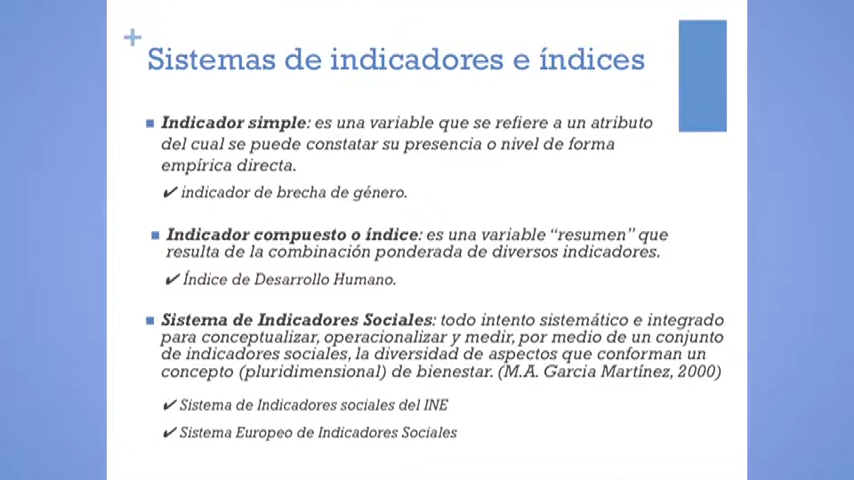 +
Sistemas de indicadores e índices
Indicador simple: es una variable que se refiere a un atributo
del cual se puede constatar su presencia o nivel de forma
empírica directa.
✔ indicador de brecha de género.
Indicador compuesto o índice: es una variable “resumen” que
resulta de la combinación ponderada de diversos indicadores.
✔ Índice de Desarrollo Humano.
Sistema de Indicadores Sociales: todo intento sistemático e integrado
para conceptualizar, operacionalizar y medir, por medio de un conjunto
de indicadores sociales, la diversidad de aspectos que conforman un
concepto (pluridimensional) de bienestar. (M.A. Garcia Martínez, 2000)
✔ Sistema de Indicadores sociales del INE
✔ Sistema Europeo de Indicadores Sociales